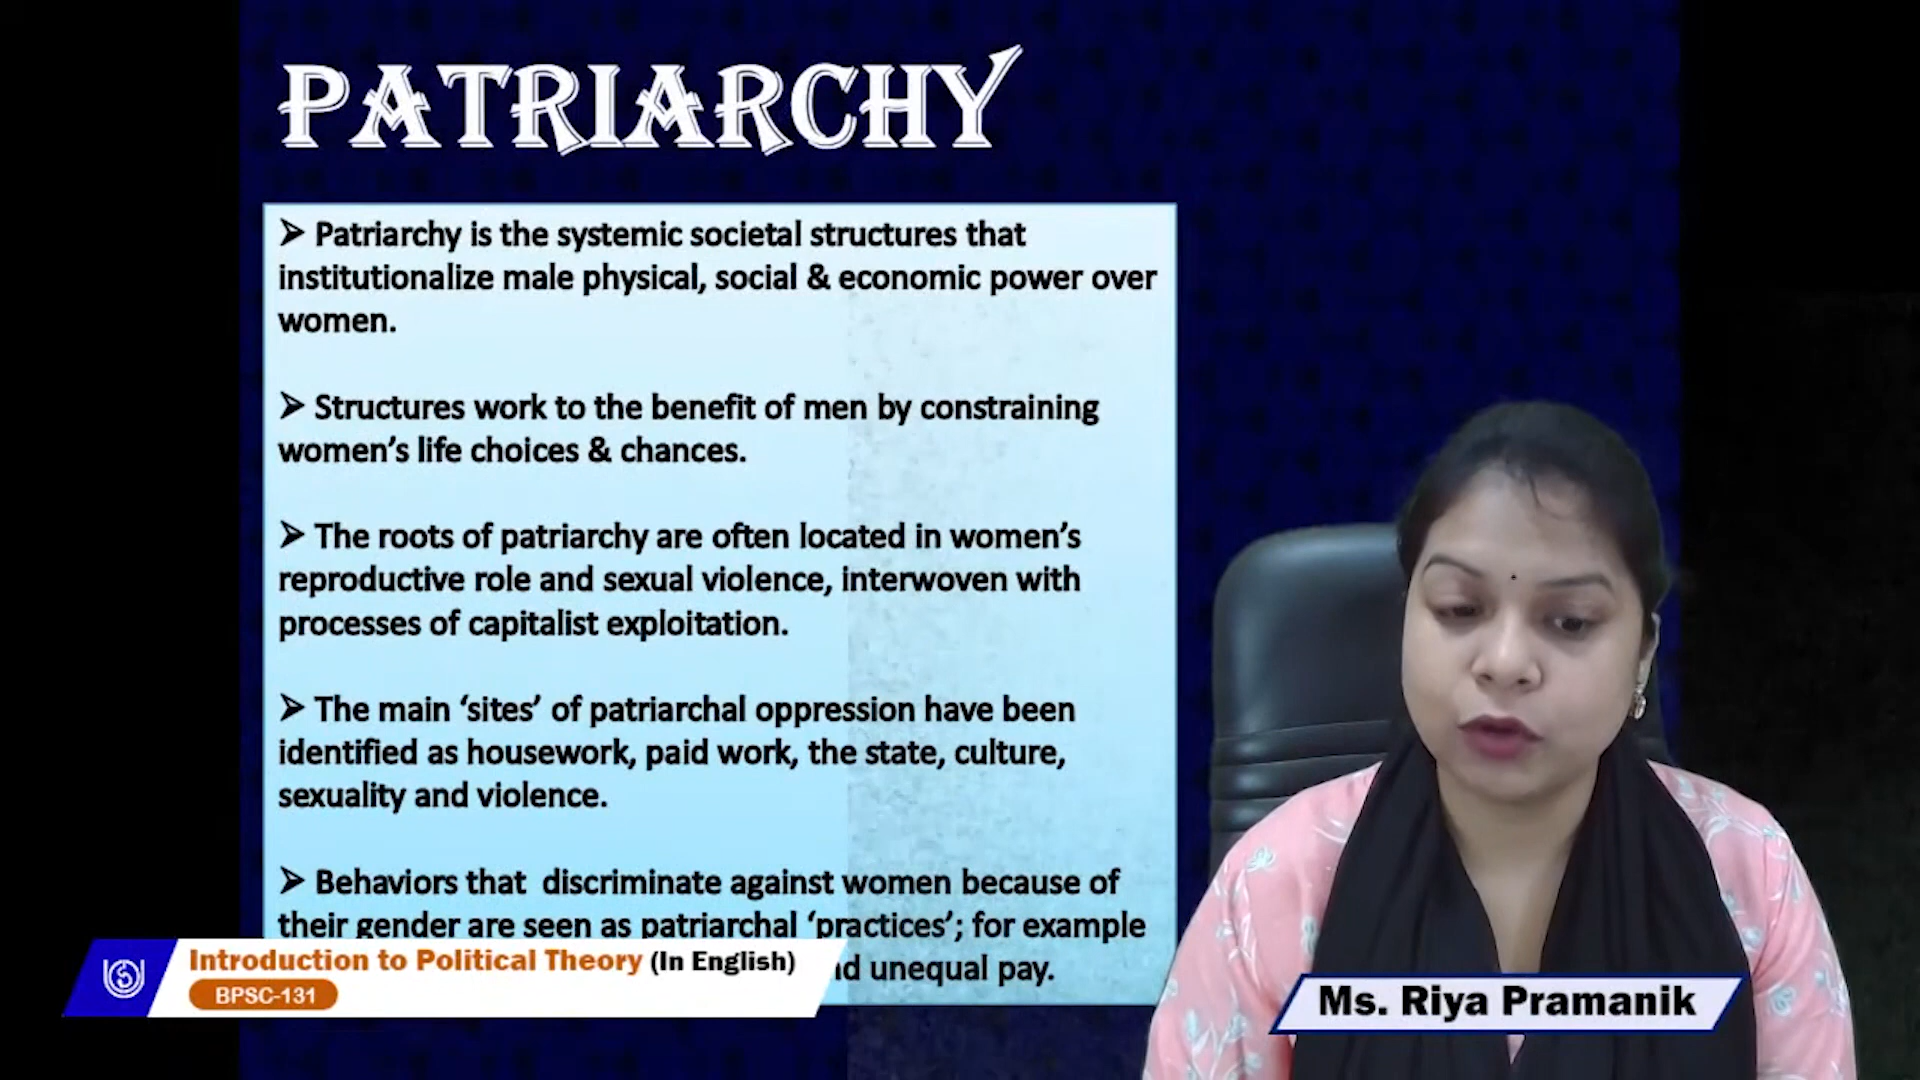 PATRIARCHY
➢ Patriarchy is the systemic societal structures that
institutionalize male physical, social & economic power over
women.
➢ Structures work to the benefit of men by constraining
women’s life choices & chances.
➢ The roots of patriarchy are often located in women’s
reproductive role and sexual violence, interwoven with
processes of capitalist exploitation.
➢ The main ‘sites’ of patriarchal oppression have been
identified as housework, paid work, the state, culture,
sexuality and violence.
➢ Behaviors that discriminate against women because of
their gender are seen as patriarchal ‘practices’; for example
unequal pay.
Introduction to Political Theory (In English)
BPSC-131
Ms. Riya Pramanik